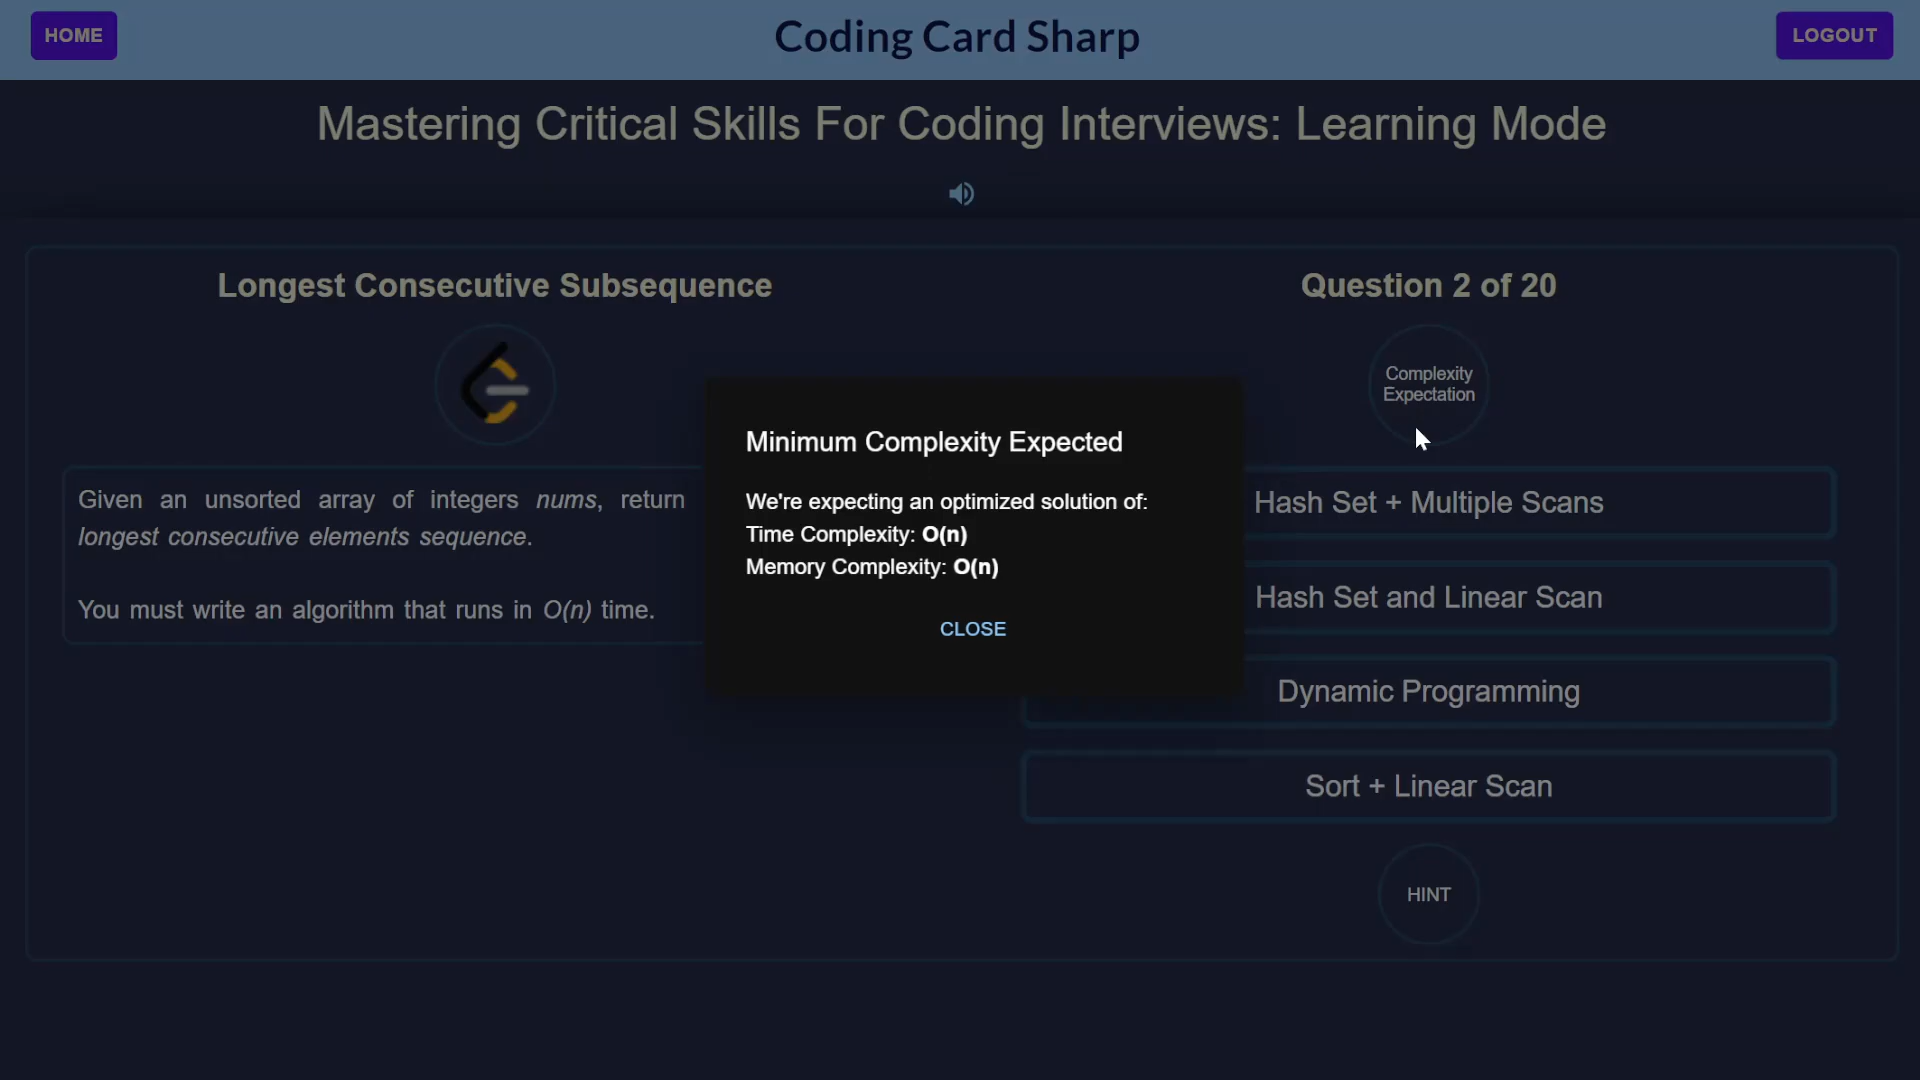 HOME
Coding Card Sharp
LOGOUT
Mastering Critical Skills For Coding Interviews: Learning Mode
Longest Consecutive Subsequence
Question 2 of 20
Complexity
Expectation
Given an unsorted array of integers nums, return
longest consecutive elements sequence.
You must write an algorithm that runs in O(n) time.
Minimum Complexity Expected
We're expecting an optimized solution of:
Time Complexity: O(n)
Memory Complexity: O(n)
CLOSE
Hash Set + Multiple Scans
Hash Set and Linear Scan
Dynamic Programming
Sort + Linear Scan
HINT